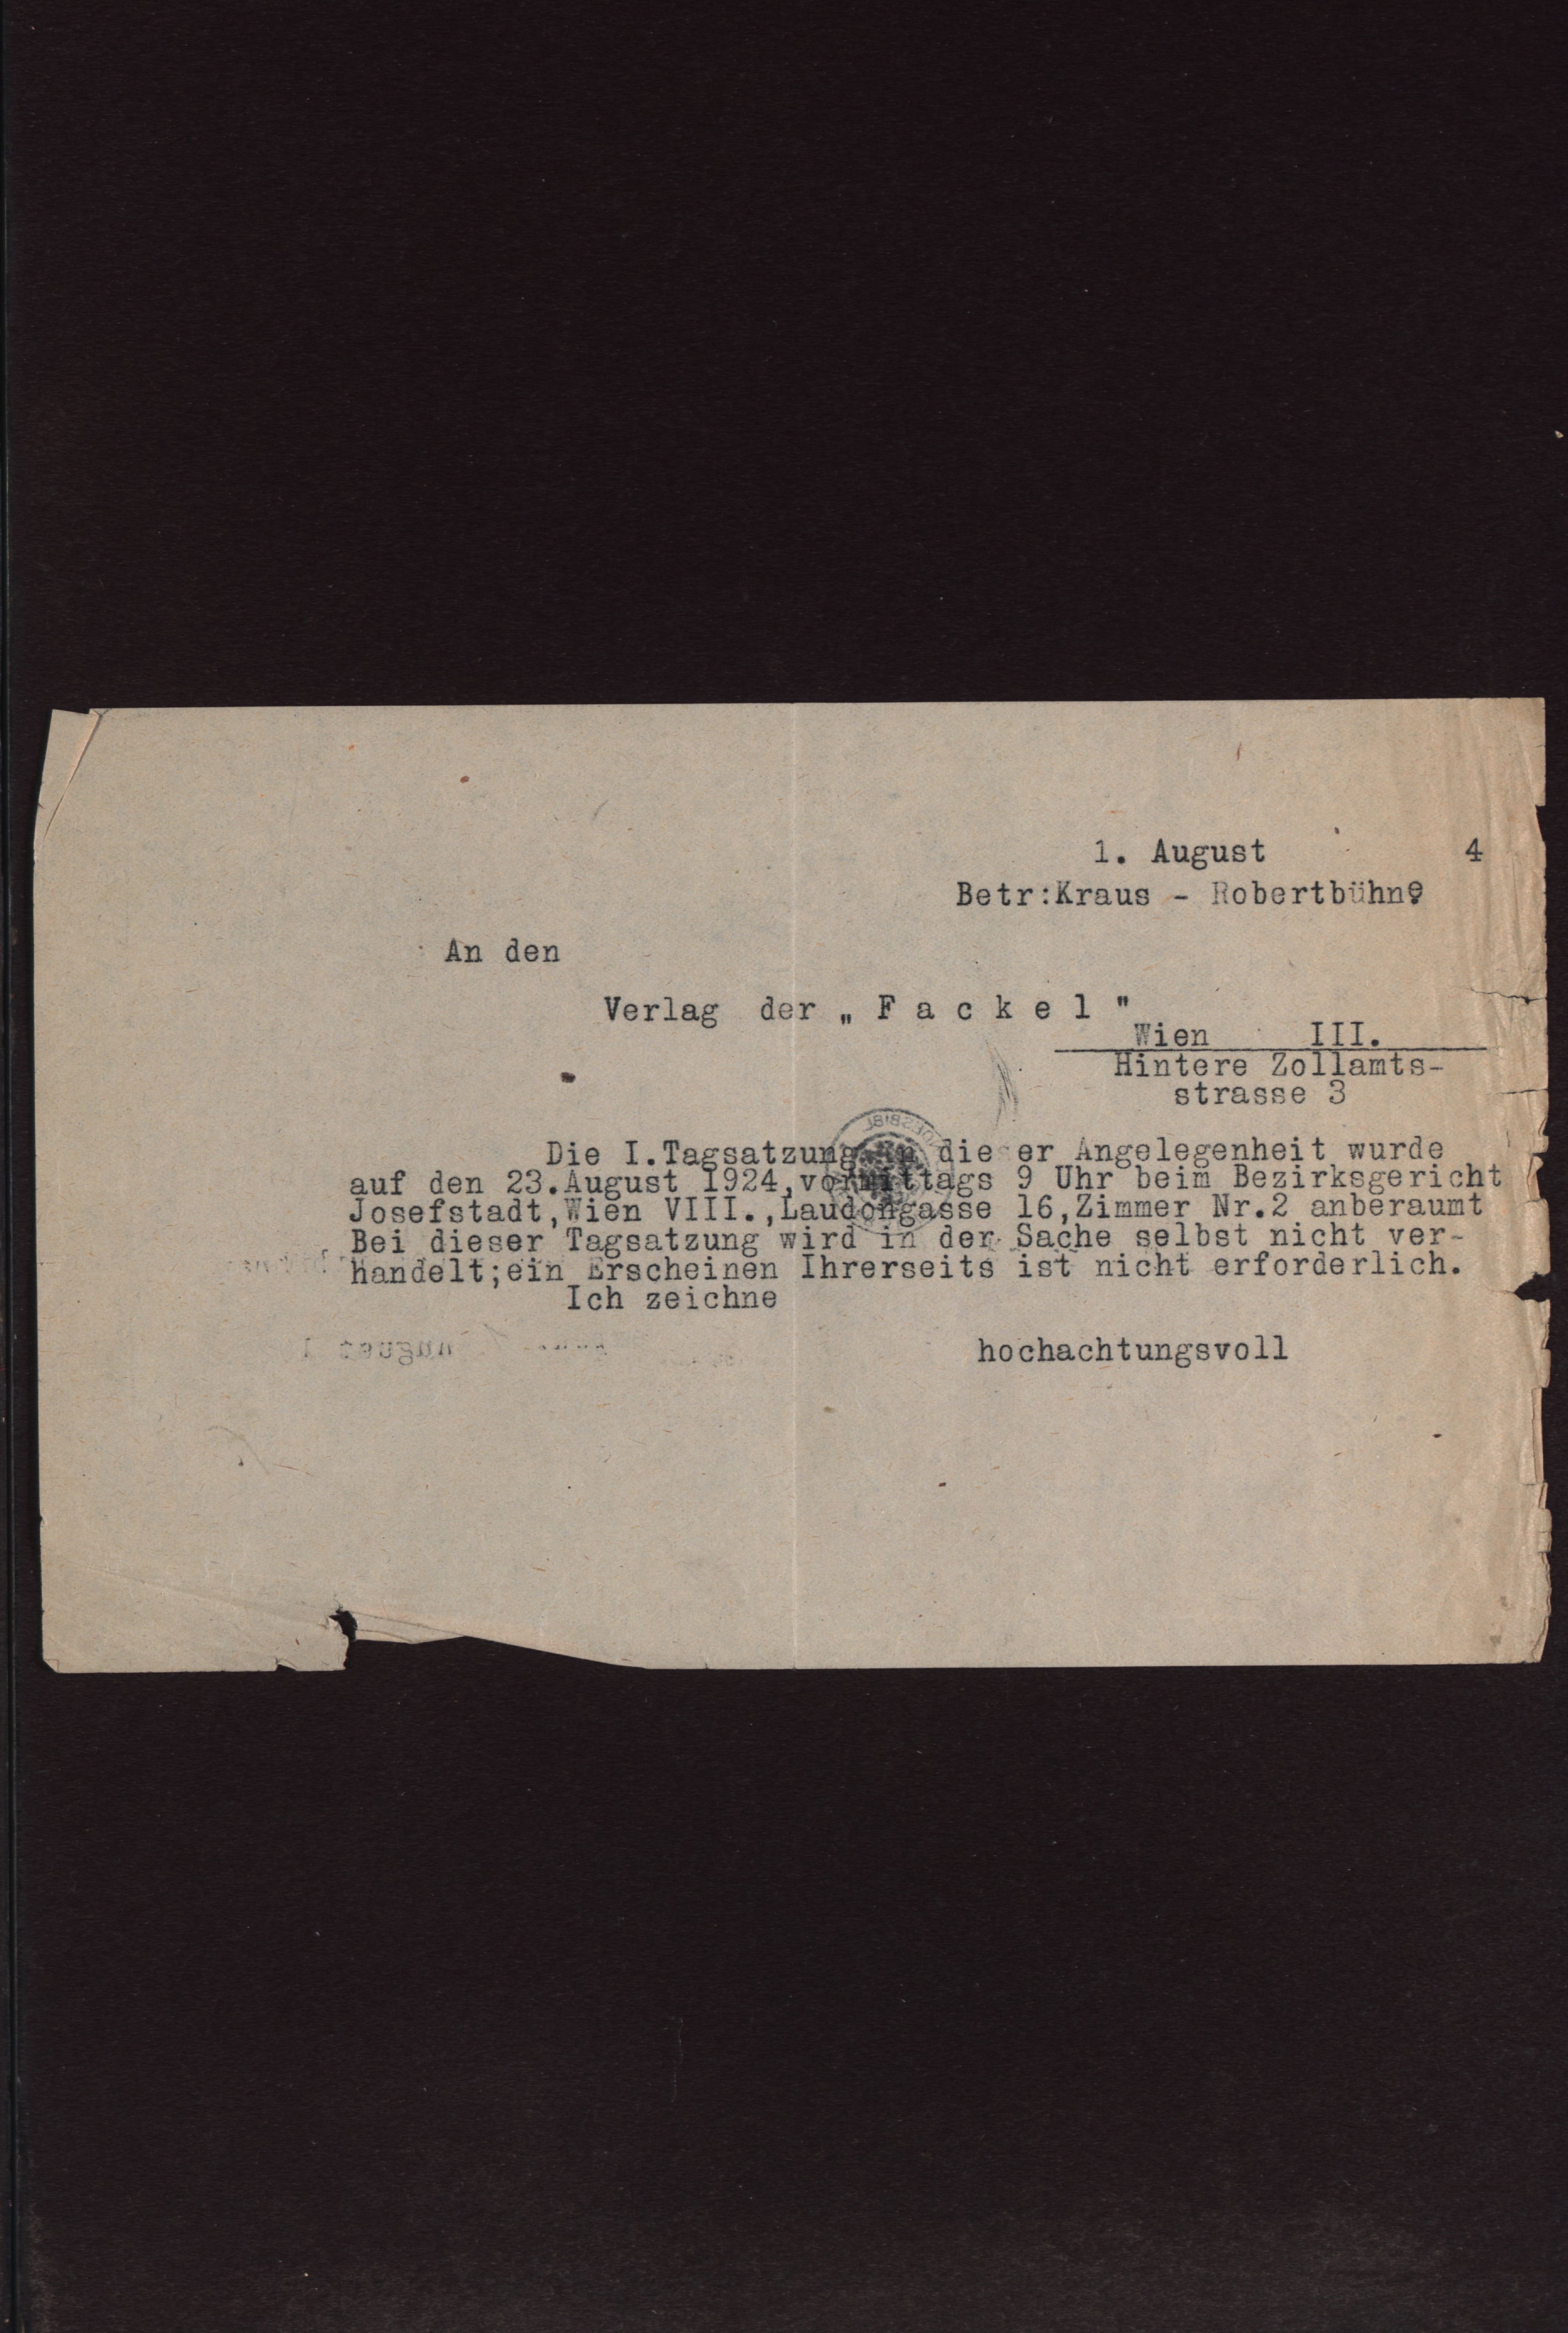 1. August 4
Betr:Kraus - Robertbühne
An den
Verlag der „ F a c k e l "
Wien III.
Hintere Zollamts-
strasse 3
Die I.Tagsatzung in dieser Angelegenheit wurde
auf den 23.August 1924,vormittags 9 Uhr beim Bezirksgericht
Josefstadt,Wien VIII.,Laudongasse 16,Zimmer Nr.2 anberaumt
Bei dieser Tagsatzung wird in der Sache selbst nicht ver-
handelt;ein Erscheinen Ihrerseits ist nicht erforderlich.
Ich zeichne
hochachtungsvoll